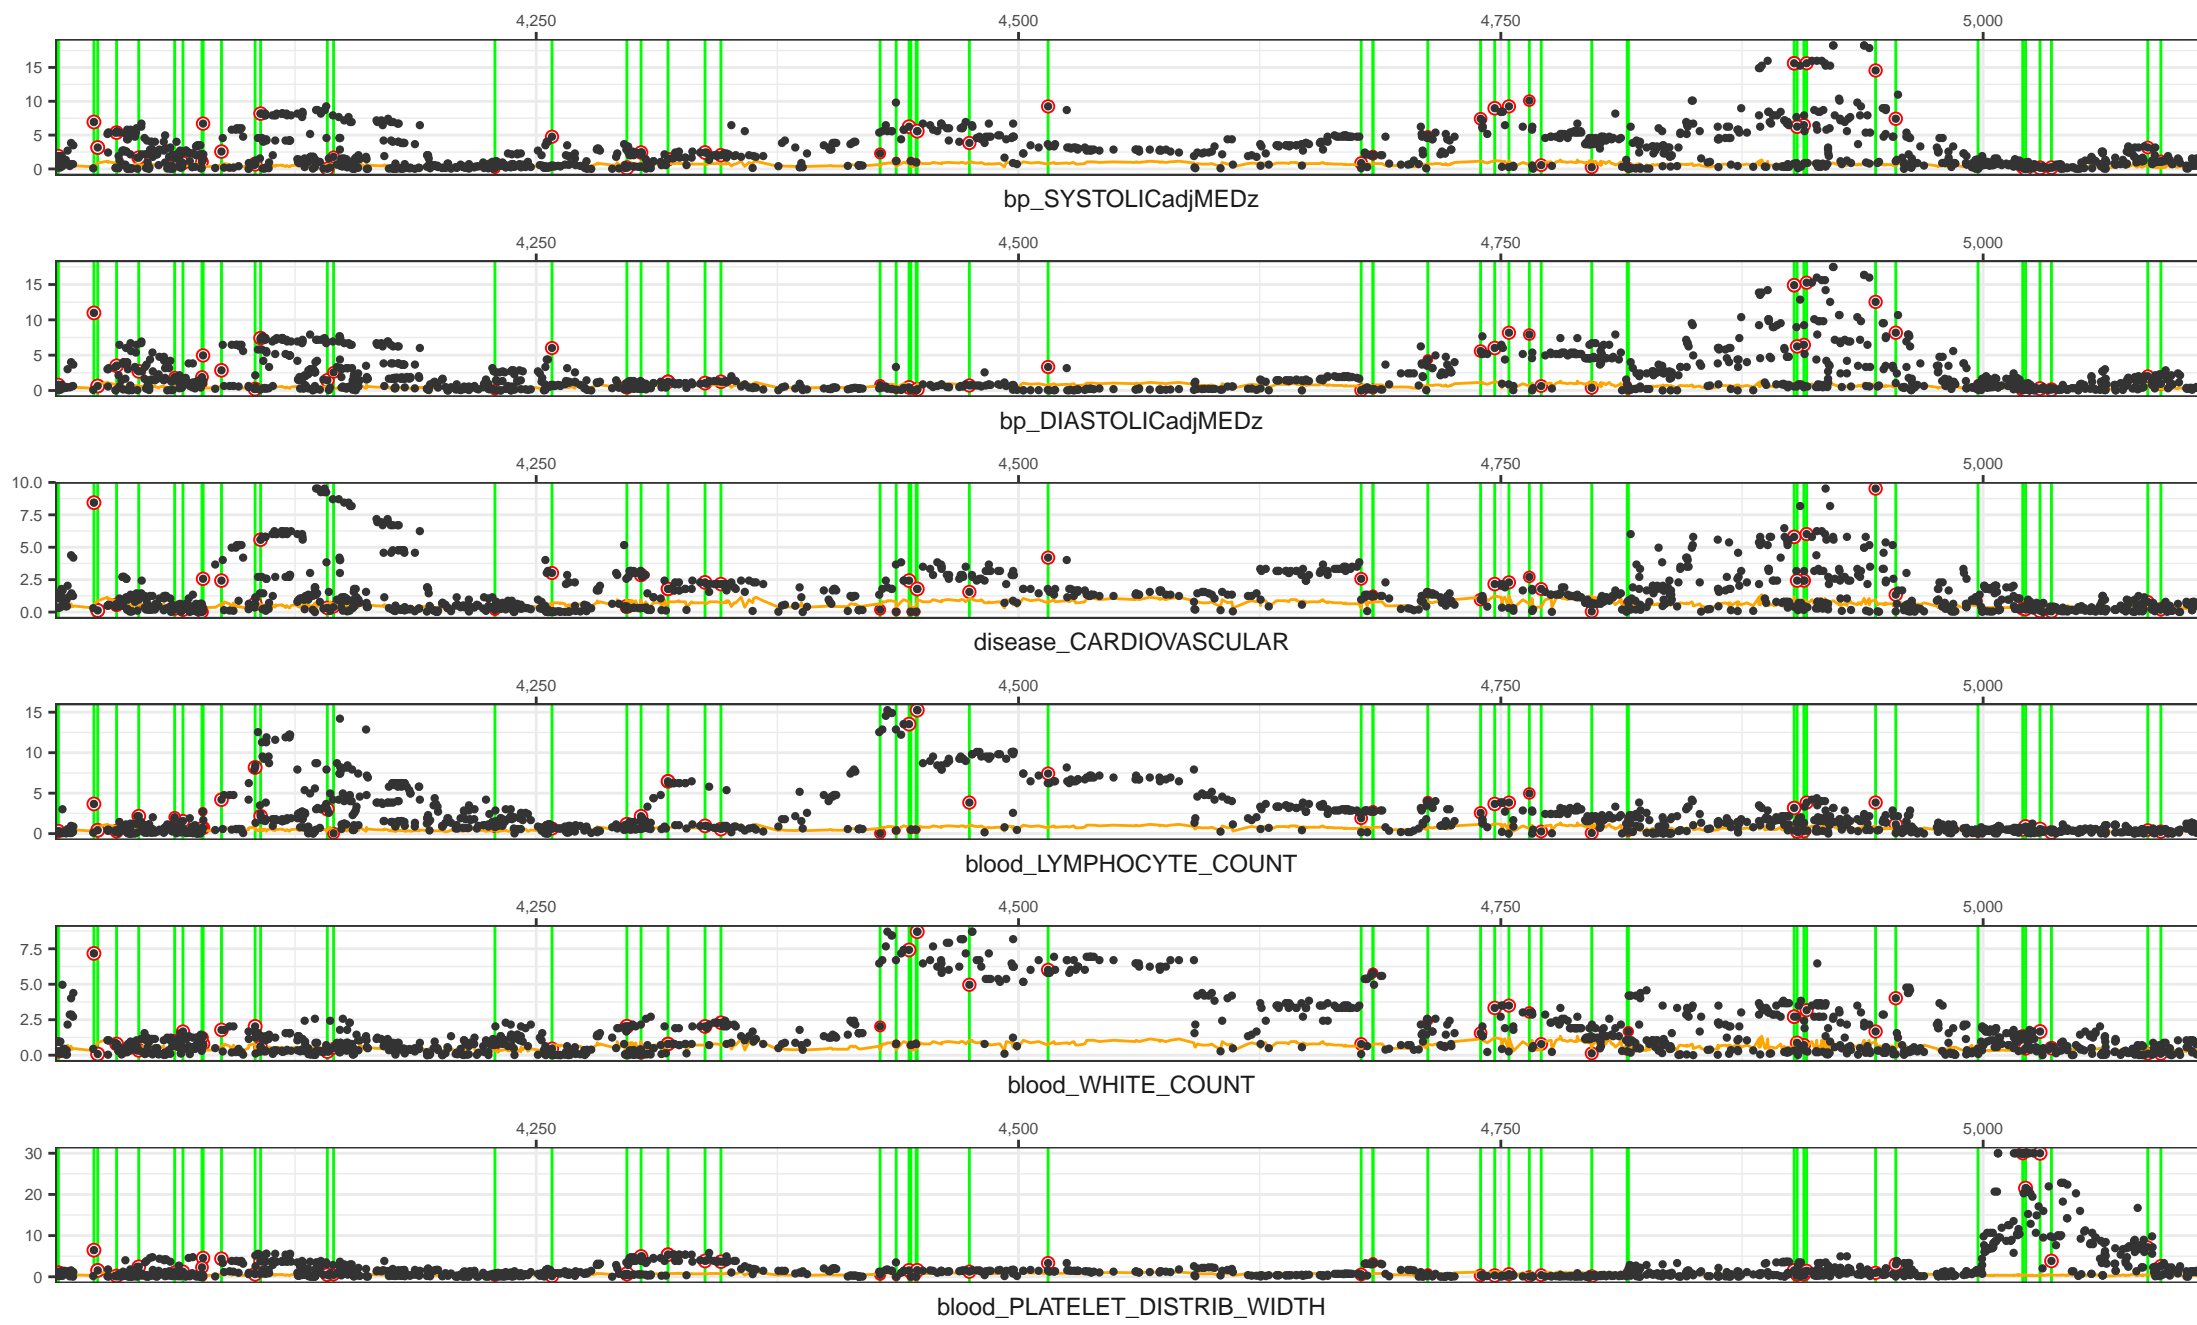 4,250 4,500 4,750 5,000
15
10
5
0
bp_SYSTOLICadjMEDz
4,250 4,500 4,750 5,000
15
10
5
0
bp_DIASTOLICadjMEDz
4,250 4,500 4,750 5,000
10.0
7.5
5.0
2.5
0.0
disease_CARDIOVASCULAR
4,250 4,500 4,750 5,000
15
10
5
0
blood_LYMPHOCYTE_COUNT
4,250 4,500 4,750 5,000
7.5
5.0
2.5
0.0
blood_WHITE_COUNT
4,250 4,500 4,750 5,000
30
20
10
0
blood_PLATELET_DISTRIB_WIDTH